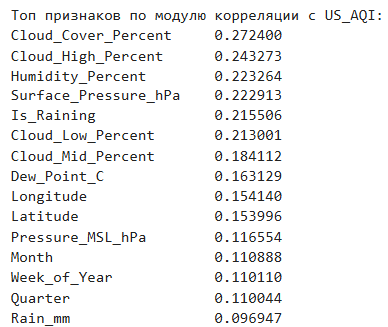 Топ признаков по модулю корреляции с US_AQI:
Cloud_Cover_Percent 0.272400
Cloud_High_Percent 0.243273
Humidity_Percent 0.223264
Surface_Pressure_hPa 0.222913
Is_Raining 0.215506
Cloud_Low_Percent 0.213001
Cloud_Mid_Percent 0.184112
Dew_Point_C 0.163129
Longitude 0.154140
Latitude 0.153996
Pressure_MSL_hPa 0.116554
Month 0.110888
Week_of_Year 0.110110
Quarter 0.110044
Rain_mm 0.096947